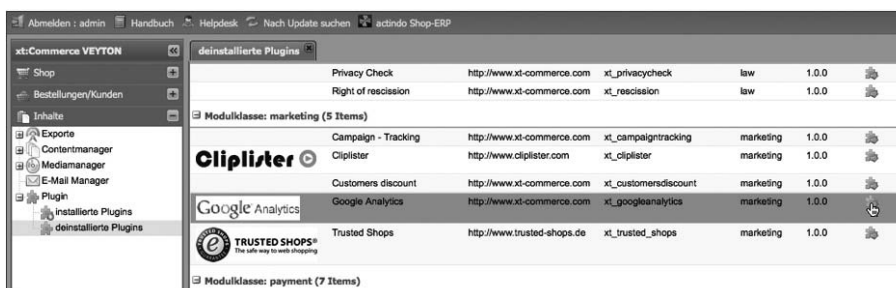 Abmelden : admin Handbuch Helpdesk Nach Update suchen actindo Shop-ERP
xt:Commerce VEYTON
Shop
Bestellungen/Kunden
Inhalte
Exporte
Contentmanager
Mediamanager
E-Mail Manager
Plugin
installierte Plugins
deinstallierte Plugins
deinstallierte Plugins
Privacy Check http://www.xt-commerce.com xt_privacycheck law 1.0.0
Right of rescission http://www.xt-commerce.com xt_rescission law 1.0.0
Modulklasse: marketing (5 Items)
Campaign - Tracking http://www.xt-commerce.com xt_campaigntracking marketing 1.0.0
Cliplister Cliplister http://www.cliplister.com xt_cliplister marketing 1.0.0
Customers discount http://www.xt-commerce.com xt_customersdiscount marketing 1.0.0
Google Analytics Google Analytics http://www.xt-commerce.com xt_googleanalytics marketing 1.0.0
e TRUSTED SHOPS® Trusted Shops http://www.trusted-shops.de xt_trusted_shops marketing 1.0.0
The safe way to web shopping
Modulklasse: payment (7 Items)